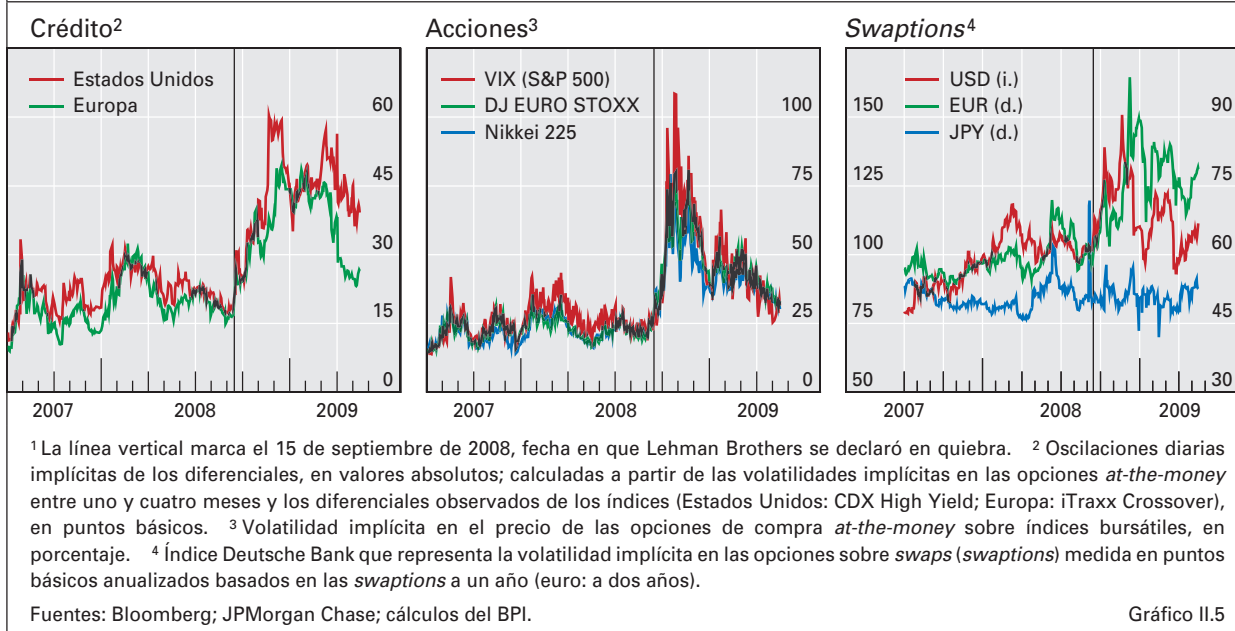 Crédito²
Estados Unidos
Europa
60
45
30
15
0
2007 2008 2009
Acciones³
VIX (S&P 500)
DJ EURO STOXX
Nikkei 225
100
75
50
25
0
2007 2008 2009
Swaptions⁴
USD (i.)
EUR (d.)
JPY (d.)
150 90
125 75
100 60
75 45
50 30
2007 2008 2009
¹ La línea vertical marca el 15 de septiembre de 2008, fecha en que Lehman Brothers se declaró en quiebra. ² Oscilaciones diarias
implícitas de los diferenciales, en valores absolutos; calculadas a partir de las volatilidades implícitas en las opciones at-the-money
entre uno y cuatro meses y los diferenciales observados de los índices (Estados Unidos: CDX High Yield; Europa: iTraxx Crossover),
en puntos básicos. ³ Volatilidad implícita en el precio de las opciones de compra at-the-money sobre índices bursátiles, en
porcentaje. ⁴ Índice Deutsche Bank que representa la volatilidad implícita en las opciones sobre swaps (swaptions) medida en puntos
básicos anualizados basados en las swaptions a un año (euro: a dos años).
Fuentes: Bloomberg; JPMorgan Chase; cálculos del BPI. Gráfico II.5